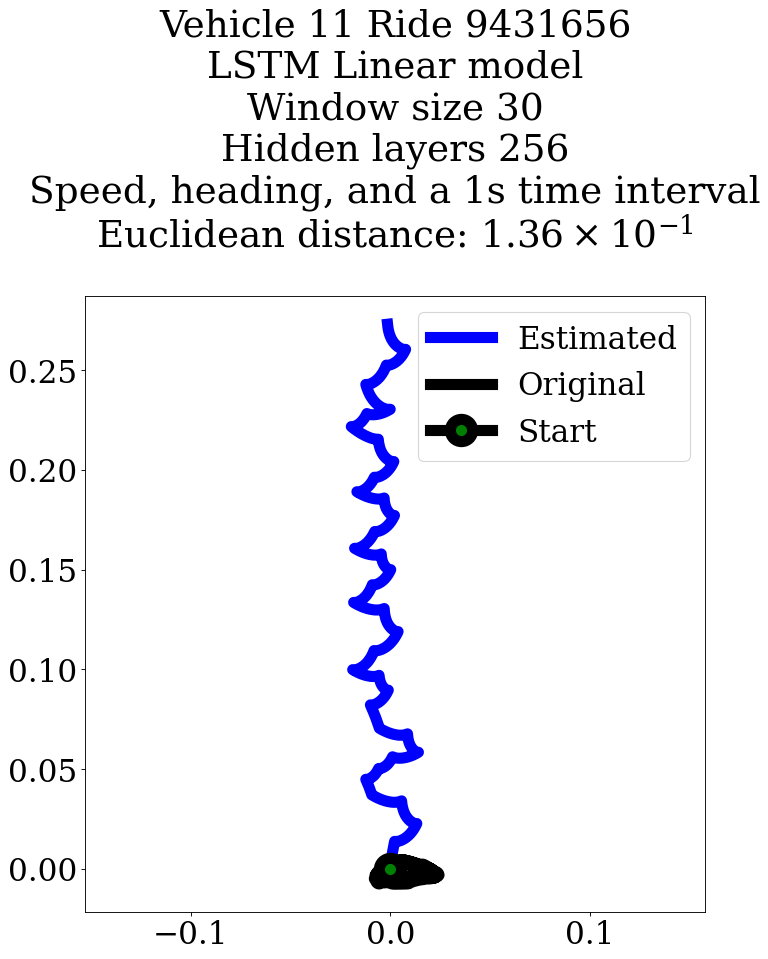 Vehicle 11 Ride 9431656
LSTM Linear model
Window size 30
Hidden layers 256
Speed, heading, and a 1s time interval
Euclidean distance: 1.36 × 10⁻¹
Estimated
Original
Start
0.25
0.20
0.15
0.10
0.05
0.00
−0.1
0.0
0.1